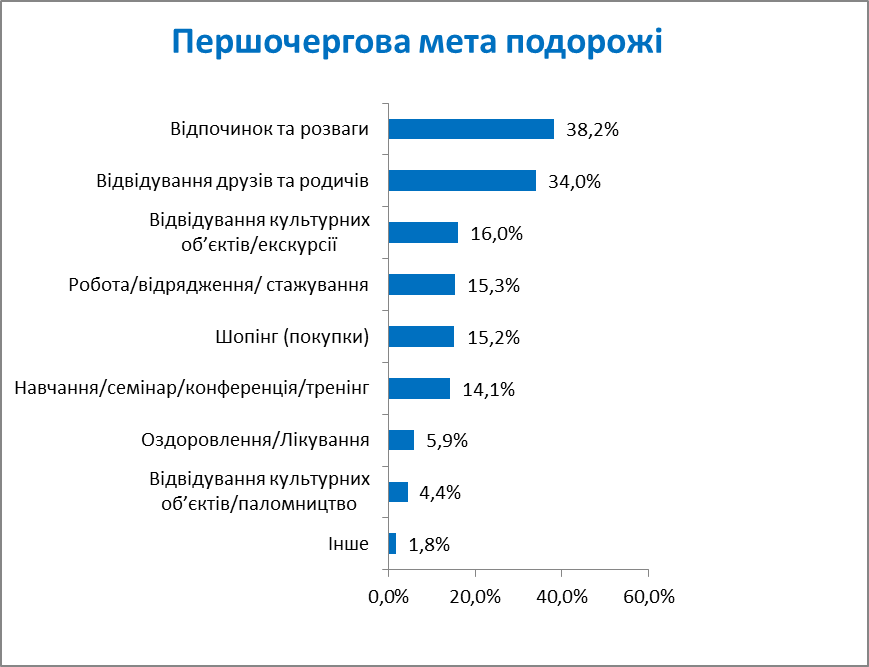 Першочергова мета подорожі
Відпочинок та розваги
38,2%
Відвідування друзів та родичів
34,0%
Відвідування культурних
об’єктів/екскурсії
16,0%
Робота/відрядження/ стажування
15,3%
Шопінг (покупки)
15,2%
Навчання/семінар/конференція/тренінг
14,1%
Оздоровлення/Лікування
5,9%
Відвідування культурних
об’єктів/паломництво
4,4%
Інше
1,8%
0,0% 20,0% 40,0% 60,0%